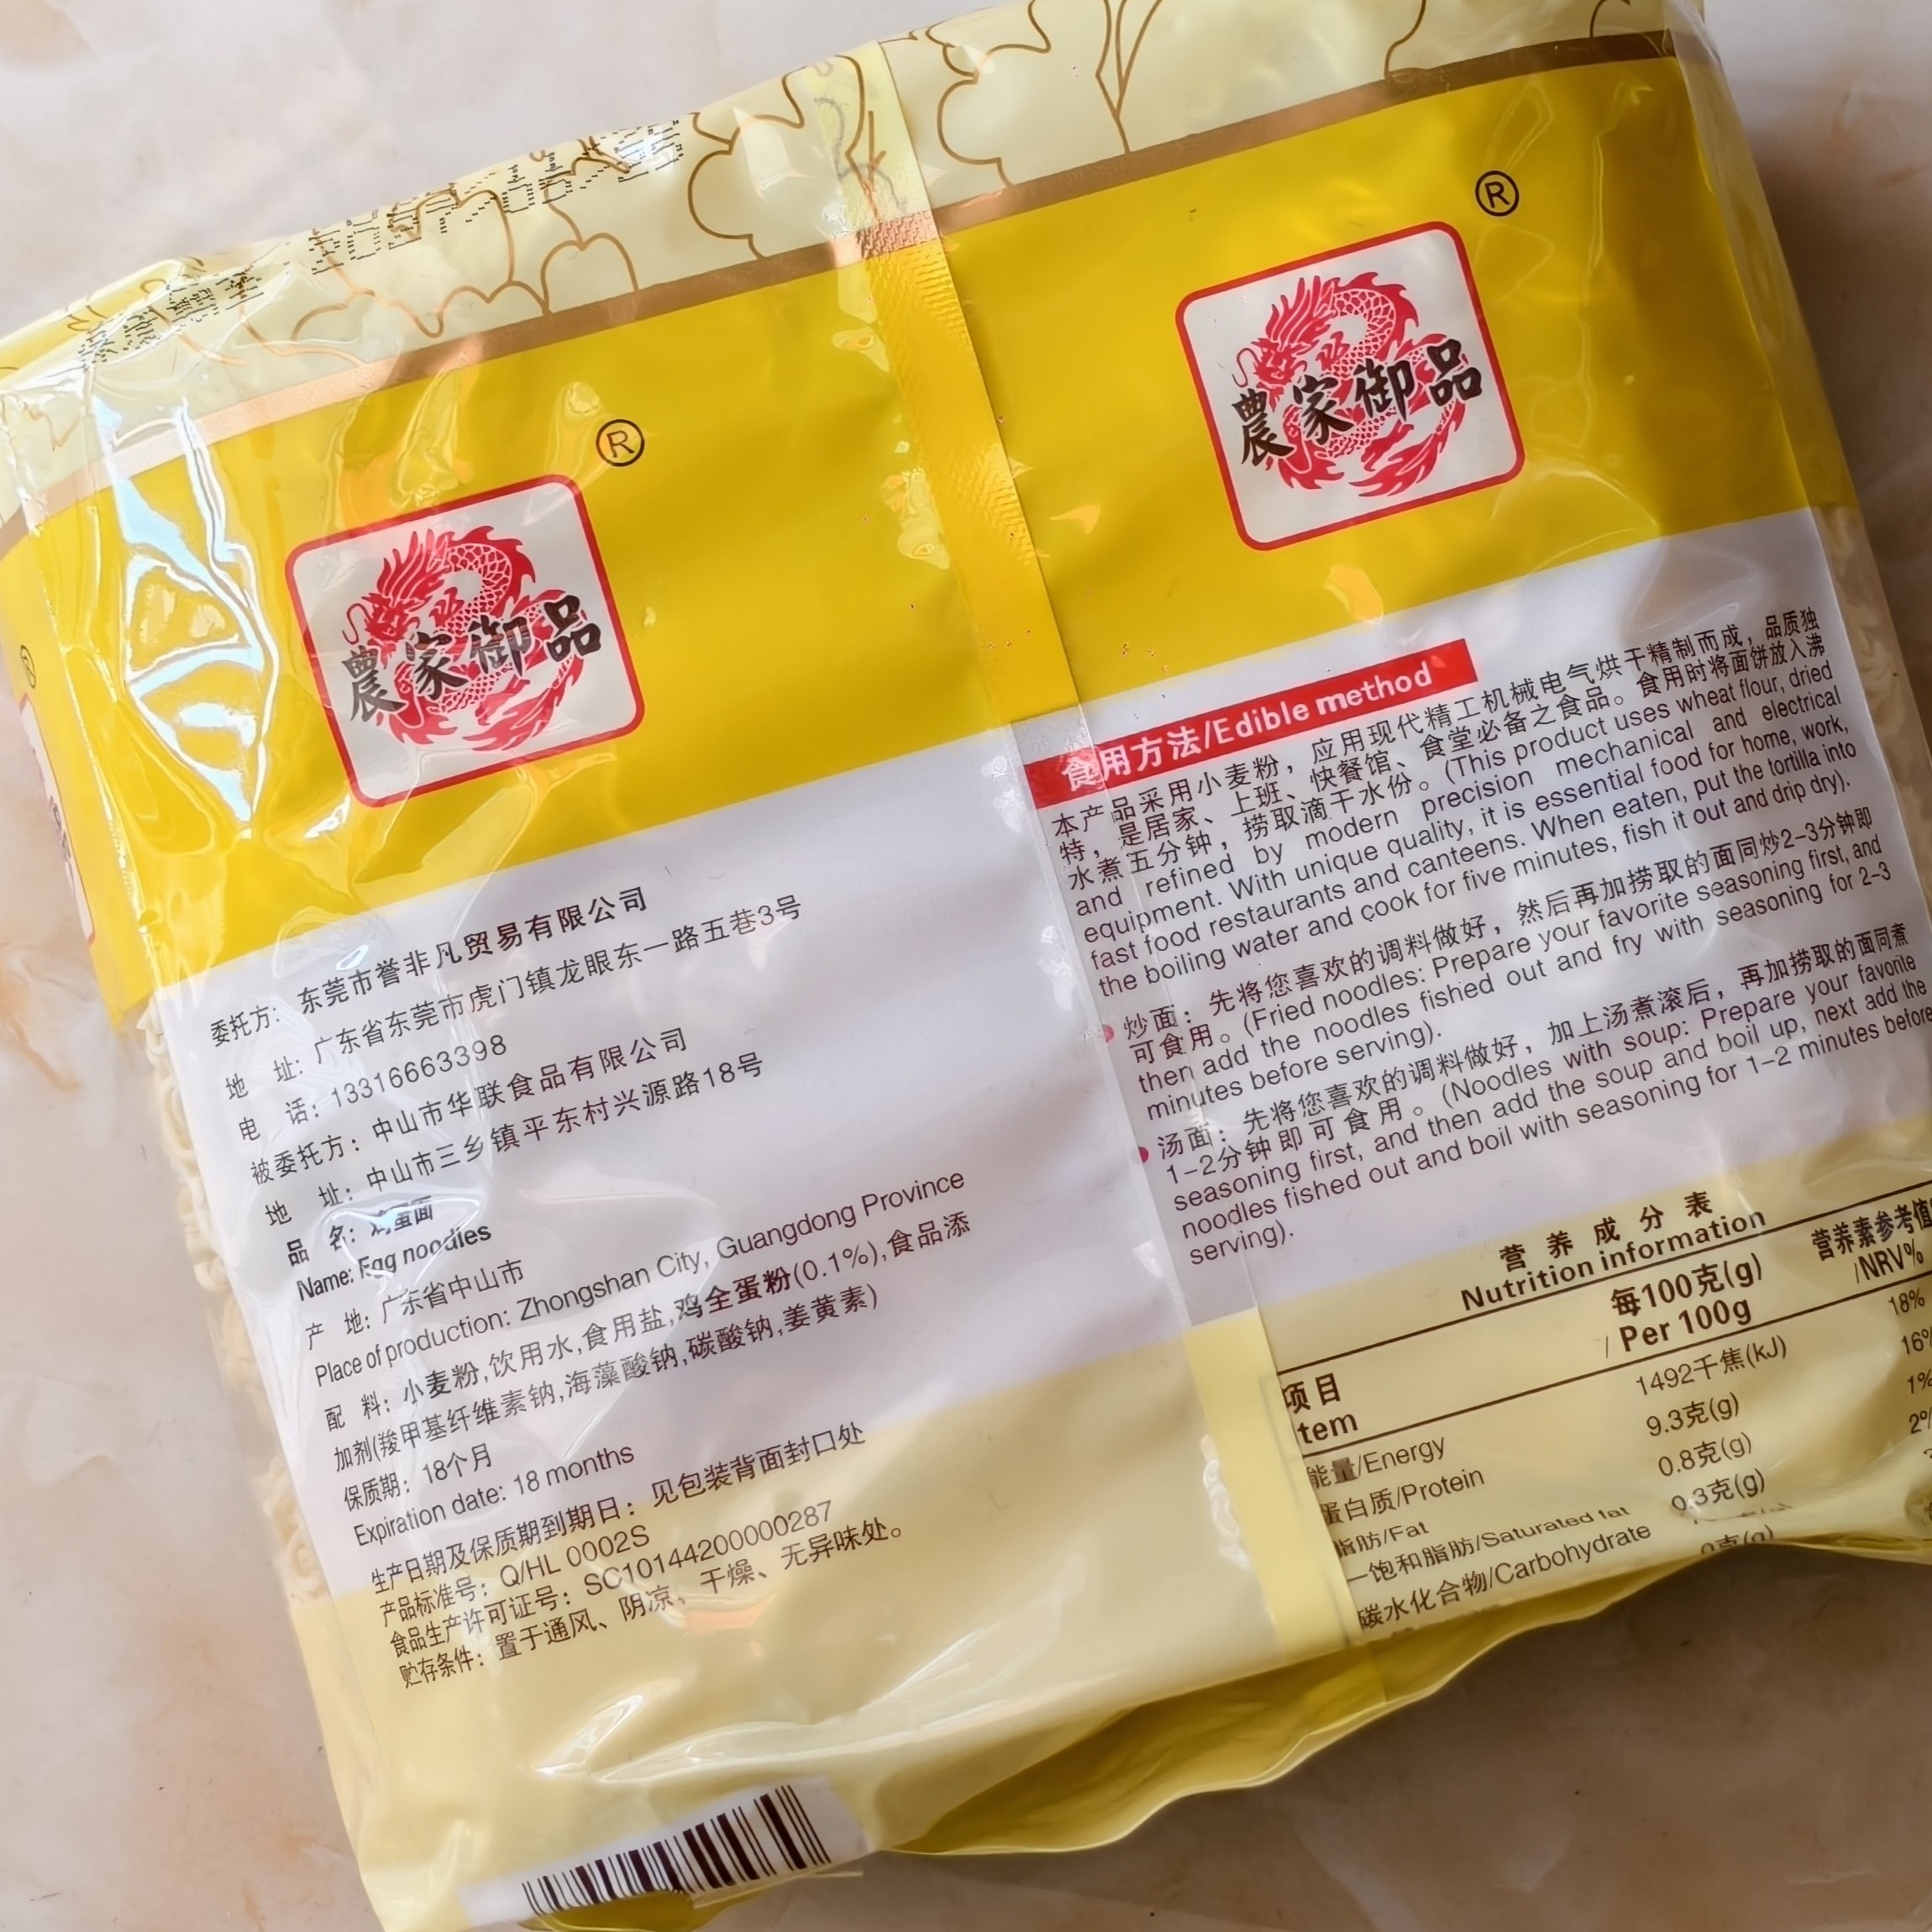 ®
農家御品
委托方：东莞市誉非凡贸易有限公司
地 址：广东省东莞市虎门镇龙眼东一路五巷3号
电 话：13316663398
被委托方：中山市华联食品有限公司
地 址：中山市三乡镇平东村兴源路18号
品 名：鸡蛋面
Name: Egg noodies
产 地：广东省中山市
Place of production: Zhongshan City, Guangdong Province
配 料：小麦粉,饮用水,食用盐,鸡全蛋粉(0.1%),食品添
加剂(羧甲基纤维素钠,海藻酸钠,碳酸钠,姜黄素)
保质期：18个月
Expiration date: 18 months
生产日期及保质期到期日：见包装背面封口处
产品标准号：Q/HL 0002S
食品生产许可证号：SC10144200000287
贮存条件：置于通风、阴凉、干燥、无异味处。
®
農家御品
食用方法/Edible method
本产品采用小麦粉，应用现代精工机械电气烘干精制而成，品质独
特，是居家、上班、快餐馆、食堂必备之食品。食用时将面饼放入沸
水煮五分钟，捞取滴干水份。(This product uses wheat flour, dried
and refined by modern precision mechanical and electrical
equipment. With unique quality, it is essential food for home, work,
fast food restaurants and canteens. When eaten, put the tortilla into
the boiling water and cook for five minutes, fish it out and drip dry).
炒面：先将您喜欢的调料做好，然后再加捞取的面同炒2-3分钟即
可食用。(Fried noodles: Prepare your favorite seasoning first, and
then add the noodles fished out and fry with seasoning for 2-3
minutes before serving).
汤面：先将您喜欢的调料做好，加上汤煮滚后，再加捞取的面同煮
1-2分钟即可食用。(Noodles with soup: Prepare your favorite
seasoning first, and then add the soup and boil up, next add the
noodles fished out and boil with seasoning for 1-2 minutes before
serving).
营养成分表
Nutrition information
项目 每100克(g) 营养素参考值
tem / Per 100g /NRV%
能量/Energy 1492千焦(kJ) 18%
蛋白质/Protein 9.3克(g) 16%
脂肪/Fat 0.8克(g) 1%
一饱和脂肪/Saturated fat 0.3克(g) 2%
碳水化合物/Carbohydrate
0克(g)